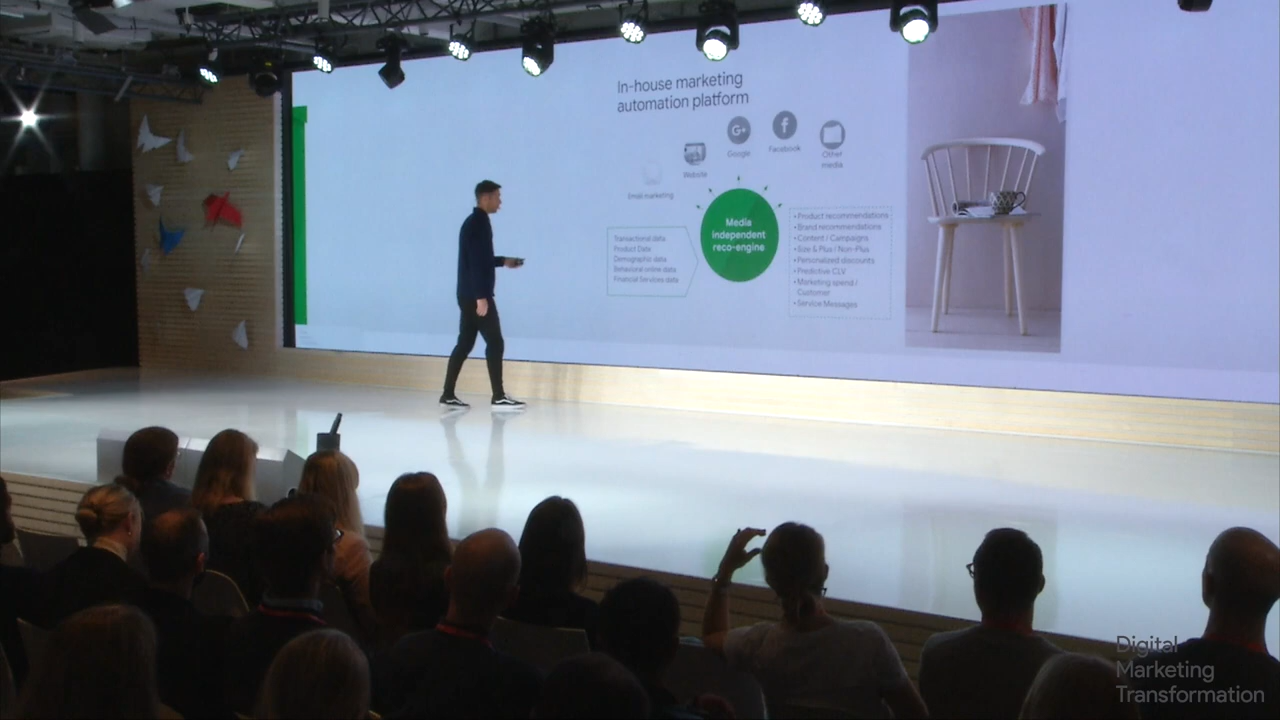 In-house marketing
automation platform
Email marketing
Website
Google
Facebook
Other
media
Media
independent
reco-engine
Transactional data
Product Data
Demographic data
Behavioral online data
Financial Services data
• Product recommendations
• Brand recommendations
• Content / Campaigns
• Size & Plus / Non-Plus
• Personalized discounts
• Predictive CLV
• Marketing spend /
Customer
• Service Messages
Digital
Marketing
Transformation